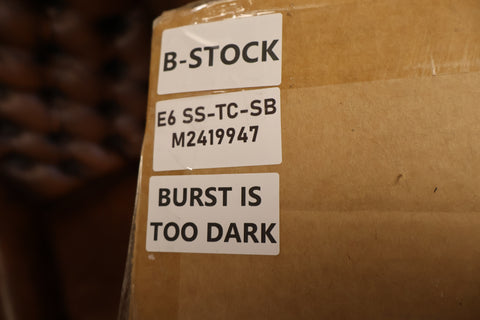 B-STOCK
E6 SS-TC-SB
M2419947
BURST IS
TOO DARK